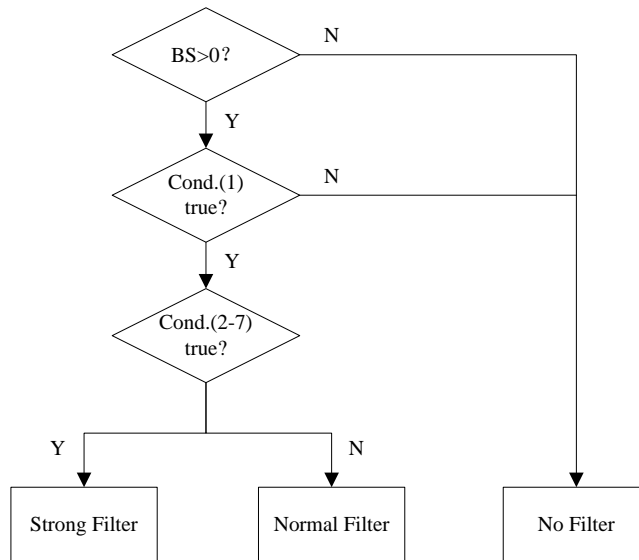 BS>0?
N
Y
Cond.(1)
true?
N
Y
Cond.(2-7)
true?
Y
N
Strong Filter
Normal Filter
No Filter